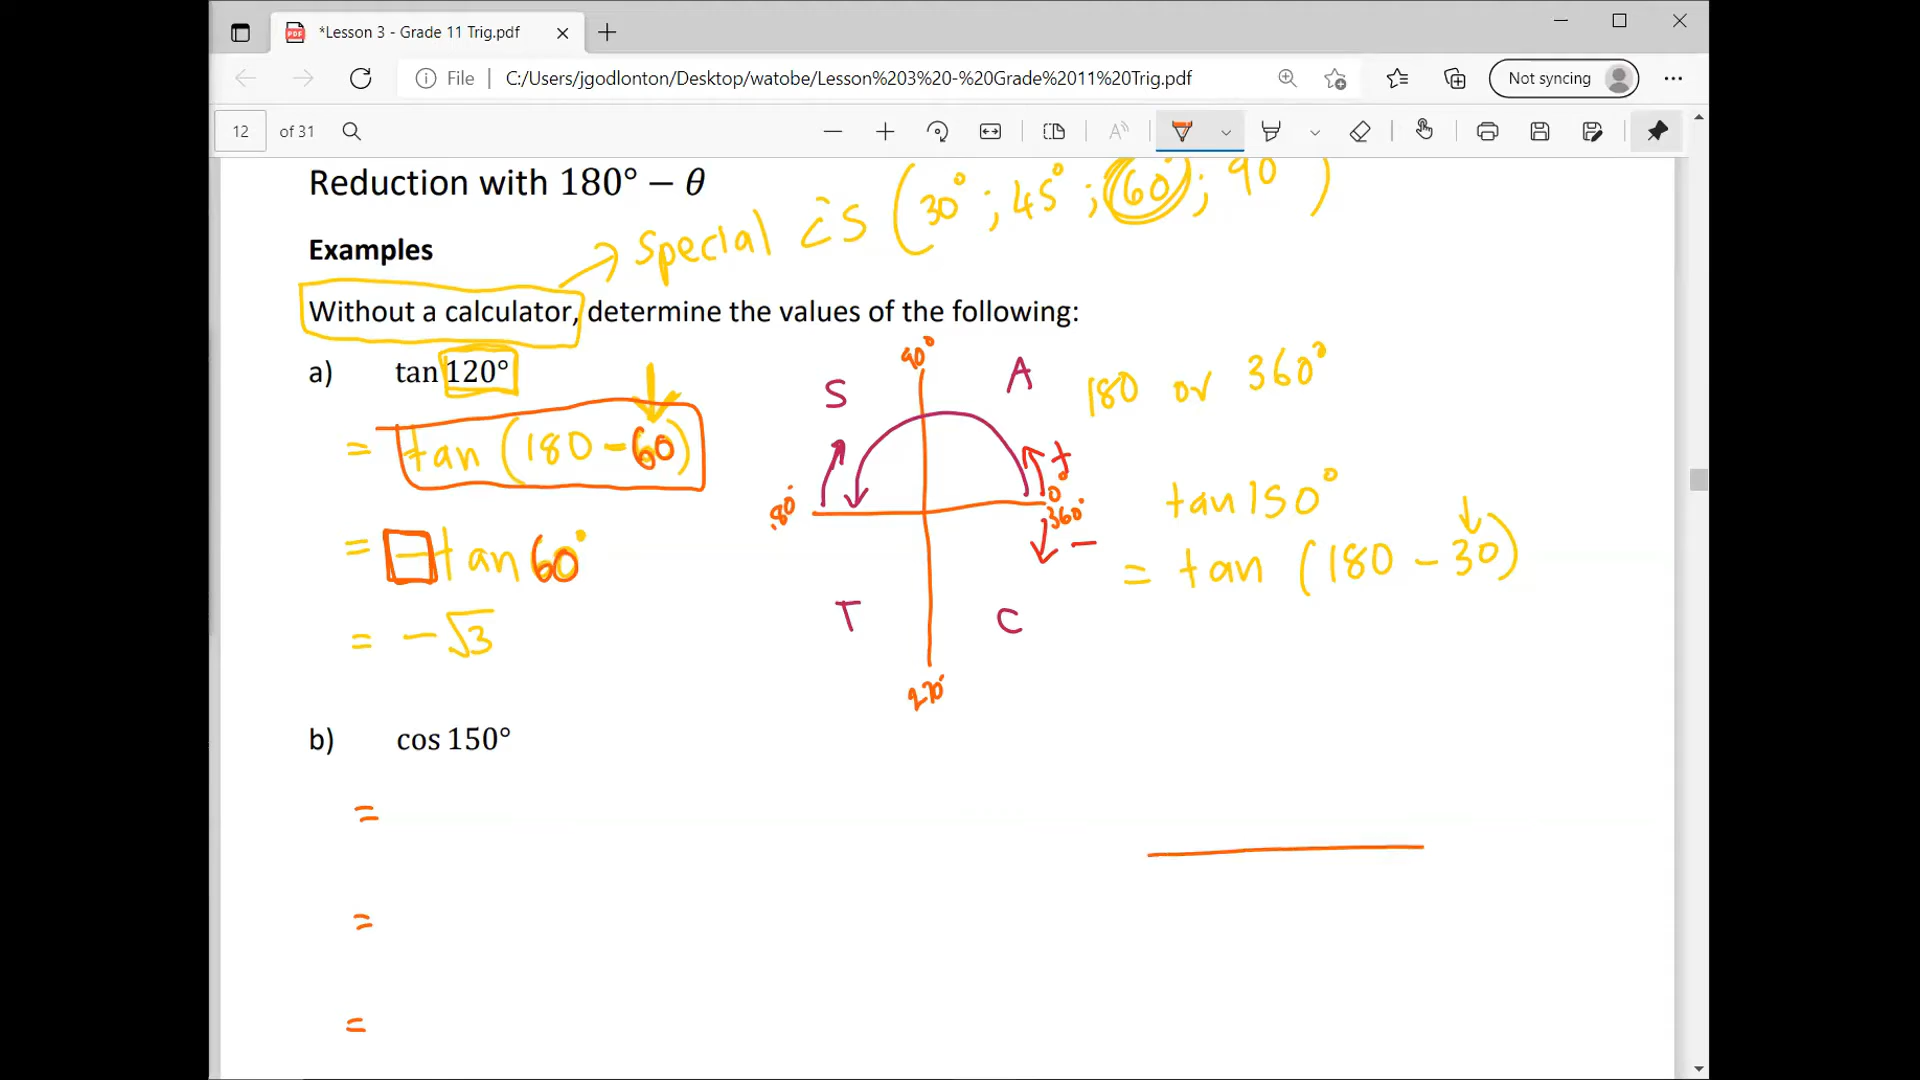 *Lesson 3 - Grade 11 Trig.pdf
File | C:/Users/jgodlonton/Desktop/watobe/Lesson%203%20-%20Grade%2011%20Trig.pdf
Not syncing
12 of 31
Reduction with 180° − θ
(30°; 45°; 60°; 90°)
Special ∠s
Examples
Without a calculator, determine the values of the following:
a) tan 120°
= tan (180 − 60)
= − tan 60°
= − √3
90°
S A
180 or 360°
+
0°
360°
−
T C
270°
tan 150°
= tan (180 − 30)
b) cos 150°
=
=
=